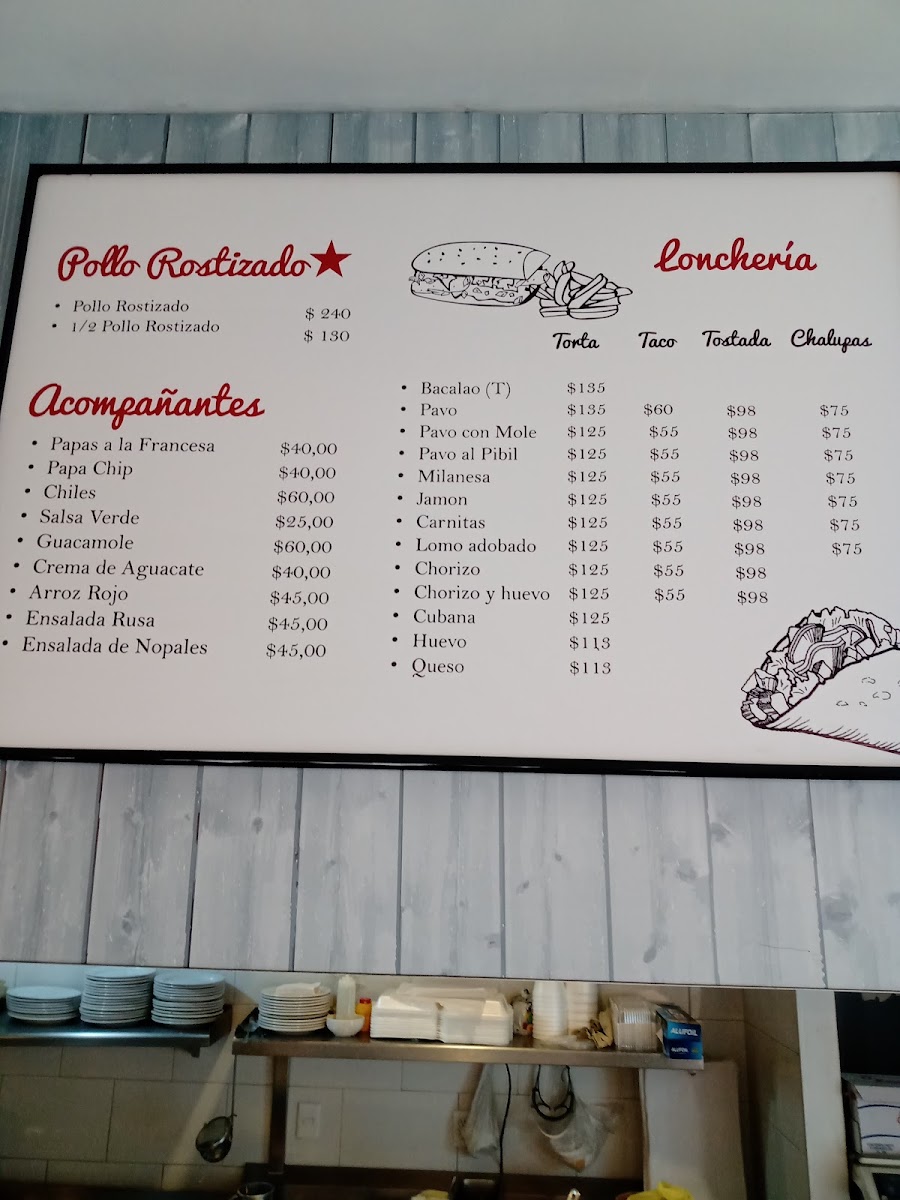 Pollo Rostizado
• Pollo Rostizado $ 240
• 1/2 Pollo Rostizado $ 130
Acompañantes
• Papas a la Francesa $40,00
• Papa Chip $40,00
• Chiles $60,00
• Salsa Verde $25,00
• Guacamole $60,00
• Crema de Aguacate $40,00
• Arroz Rojo $45,00
• Ensalada Rusa $45,00
• Ensalada de Nopales $45,00
Lonchería
Torta Taco Tostada Chalupas
• Bacalao (T) $135
• Pavo $135 $60 $98 $75
• Pavo con Mole $125 $55 $98 $75
• Pavo al Pibil $125 $55 $98 $75
• Milanesa $125 $55 $98 $75
• Jamon $125 $55 $98 $75
• Carnitas $125 $55 $98 $75
• Lomo adobado $125 $55 $98 $75
• Chorizo $125 $55 $98
• Chorizo y huevo $125 $55 $98
• Cubana $125
• Huevo $113
• Queso $113
ALUFOIL
ALUFOIL